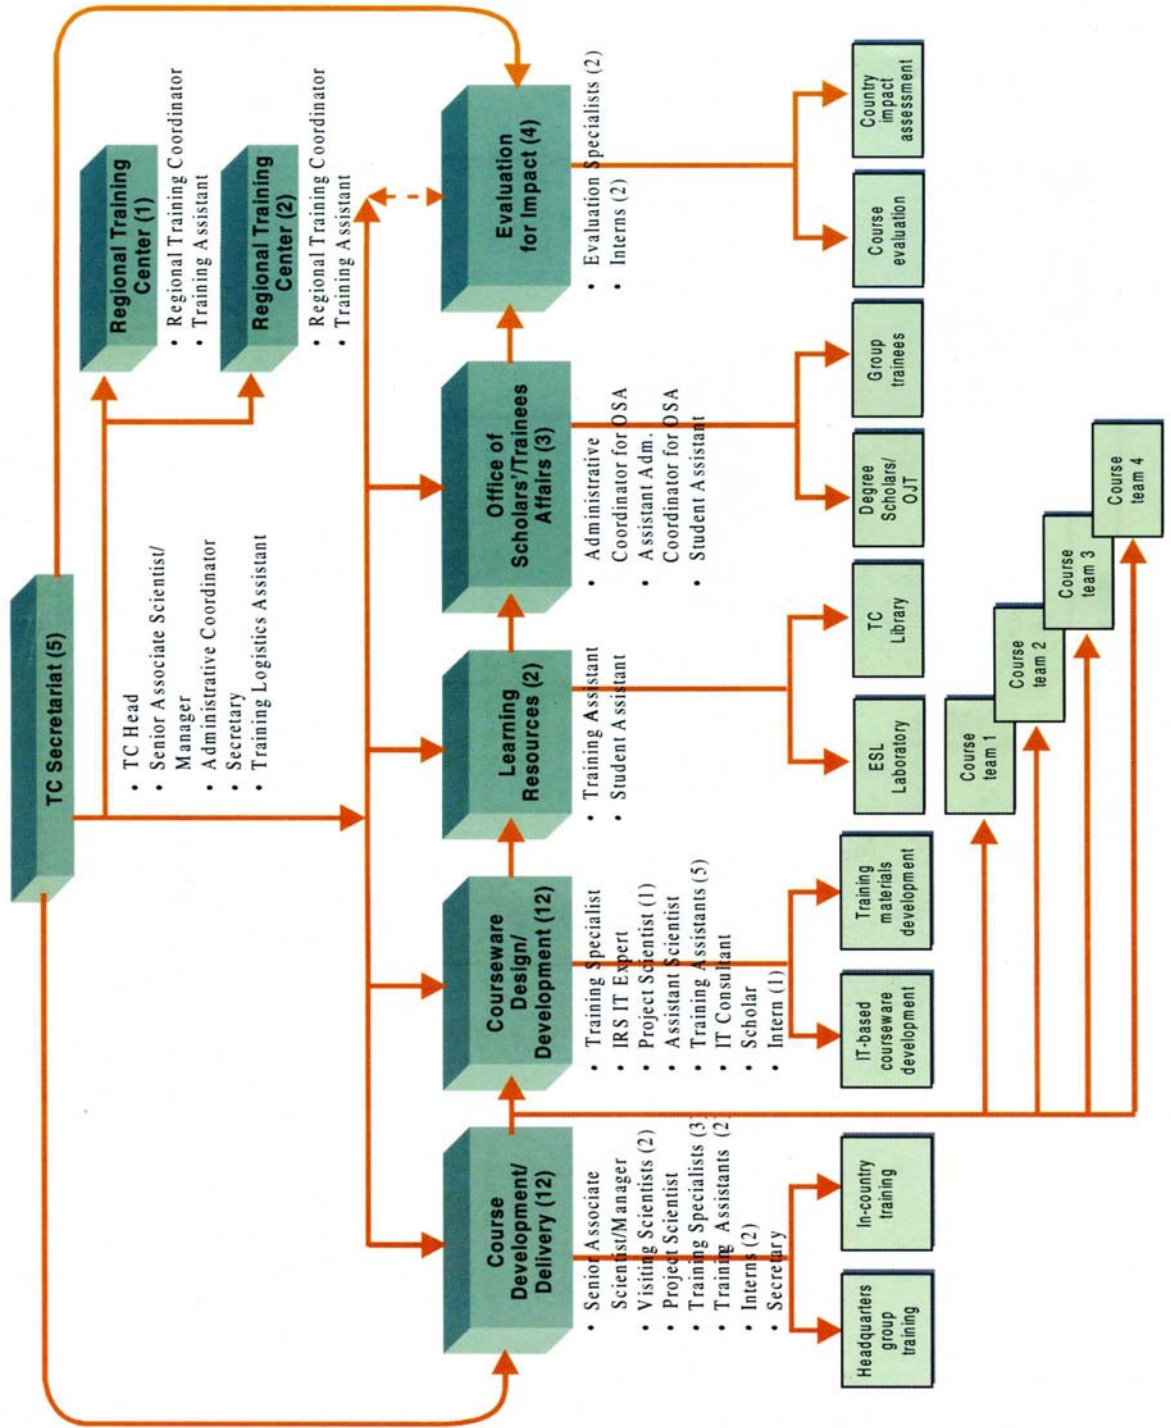 TC Secretariat (5)
• TC Head
• Senior Associate Scientist/
Manager
• Administrative Coordinator
• Secretary
• Training Logistics Assistant
Regional Training
Center (1)
• Regional Training Coordinator
• Training Assistant
Regional Training
Center (2)
• Regional Training Coordinator
• Training Assistant
Course
Development/
Delivery (12)
• Senior Associate
Scientist/Manager
• Visiting Scientists (2)
• Project Scientist
• Training Specialists (3)
• Training Assistants (2)
• Interns (2)
• Secretary
Headquarters
group
training
In-country
training
Courseware
Design/
Development (12)
• Training Specialist
• IRS IT Expert
• Project Scientist (1)
• Assistant Scientist
• Training Assistants (5)
• IT Consultant
• Scholar
• Intern (1)
IT-based
courseware
development
Training
materials
development
Learning
Resources (2)
• Training Assistant
• Student Assistant
ESL
Laboratory
TC
Library
Office of
Scholars'/Trainees
Affairs (3)
• Administrative
Coordinator for OSA
• Assistant Adm.
Coordinator for OSA
• Student Assistant
Degree
Scholars/
OJT
Group
trainees
Evaluation
for Impact (4)
• Evaluation Specialists (2)
• Interns (2)
Course
evaluation
Country
impact
assessment
Course
team 1
Course
team 2
Course
team 3
Course
team 4